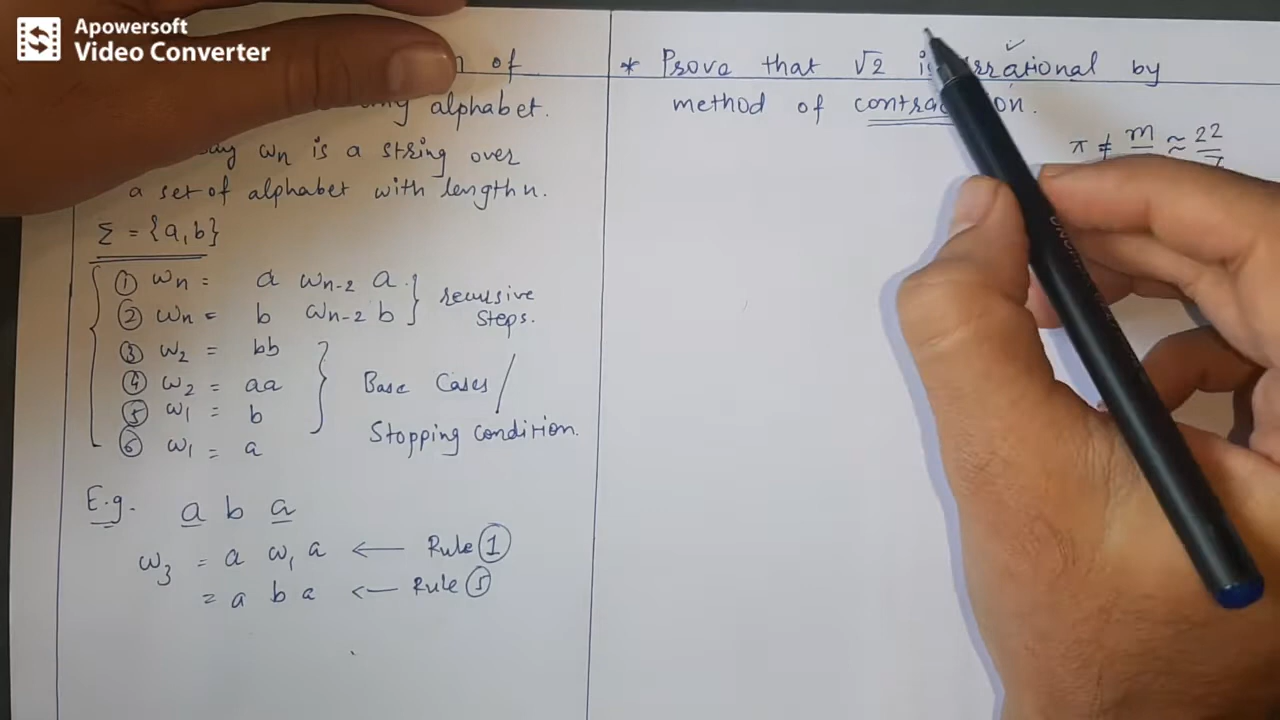 Apowersoft
Video Converter
of
alphabet.
ωn is a string over
a set of alphabet with length n.
Σ = {a,b}
① ωn = a ωn-2 a
② ωn = b ωn-2 b
recursive
steps.
③ ω2 = bb
④ ω2 = aa
⑤ ω1 = b
⑥ ω1 = a
Base Cases /
Stopping condition.
E.g. a b a
ω3 = a ω1 a ← Rule ①
= a b a ← Rule ⑤
* Prove that √2 is irrational by
method of
π ≠ m ≈ 22